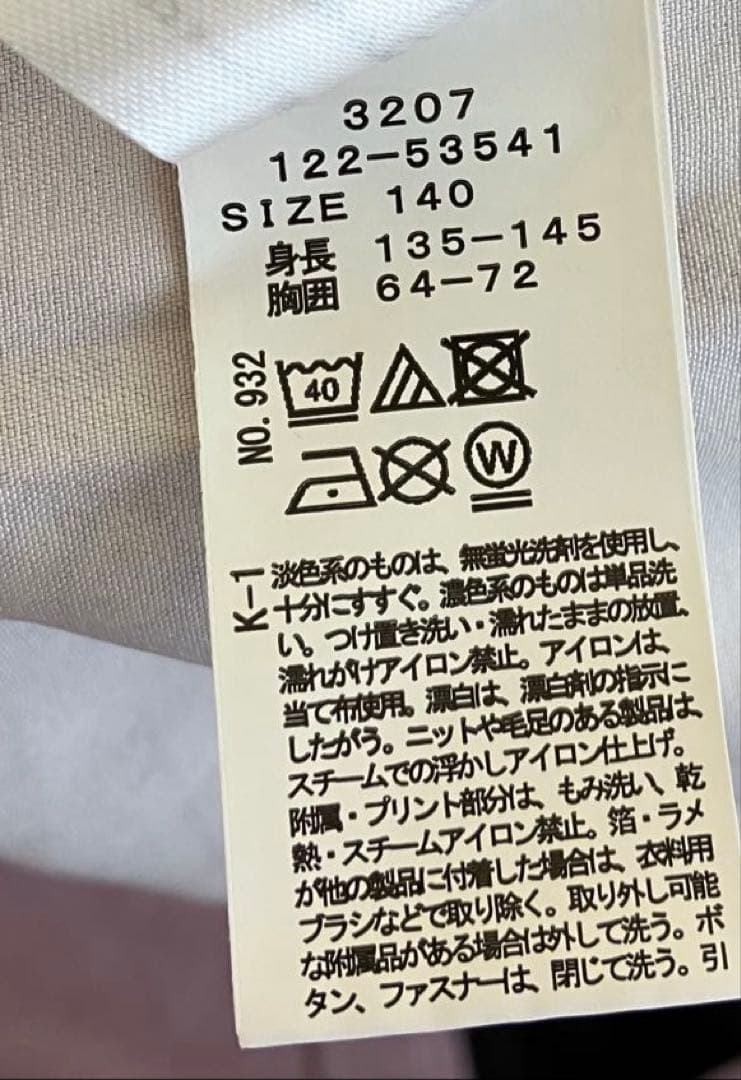 3207
122-53541
SIZE 140
身長 135-145
胸囲 64-72
NO. 932
40
W
K-1
淡色系のものは、無蛍光洗剤を使用し、
十分にすすぐ。濃色系のものは単品洗
い。つけ置き洗い・濡れたままの放置、
濡れがけアイロン禁止。アイロンは、
当て布使用。漂白は、漂白剤の指示に
したがう。ニットや毛足のある製品は、
スチームでの浮かしアイロン仕上げ。
附属・プリント部分は、もみ洗い、乾
熱・スチームアイロン禁止。箔・ラメ
が他の製品に付着した場合は、衣料用
ブラシなどで取り除く。取り外し可能
な附属品がある場合は外して洗う。ボ
タン、ファスナーは、閉じて洗う。引